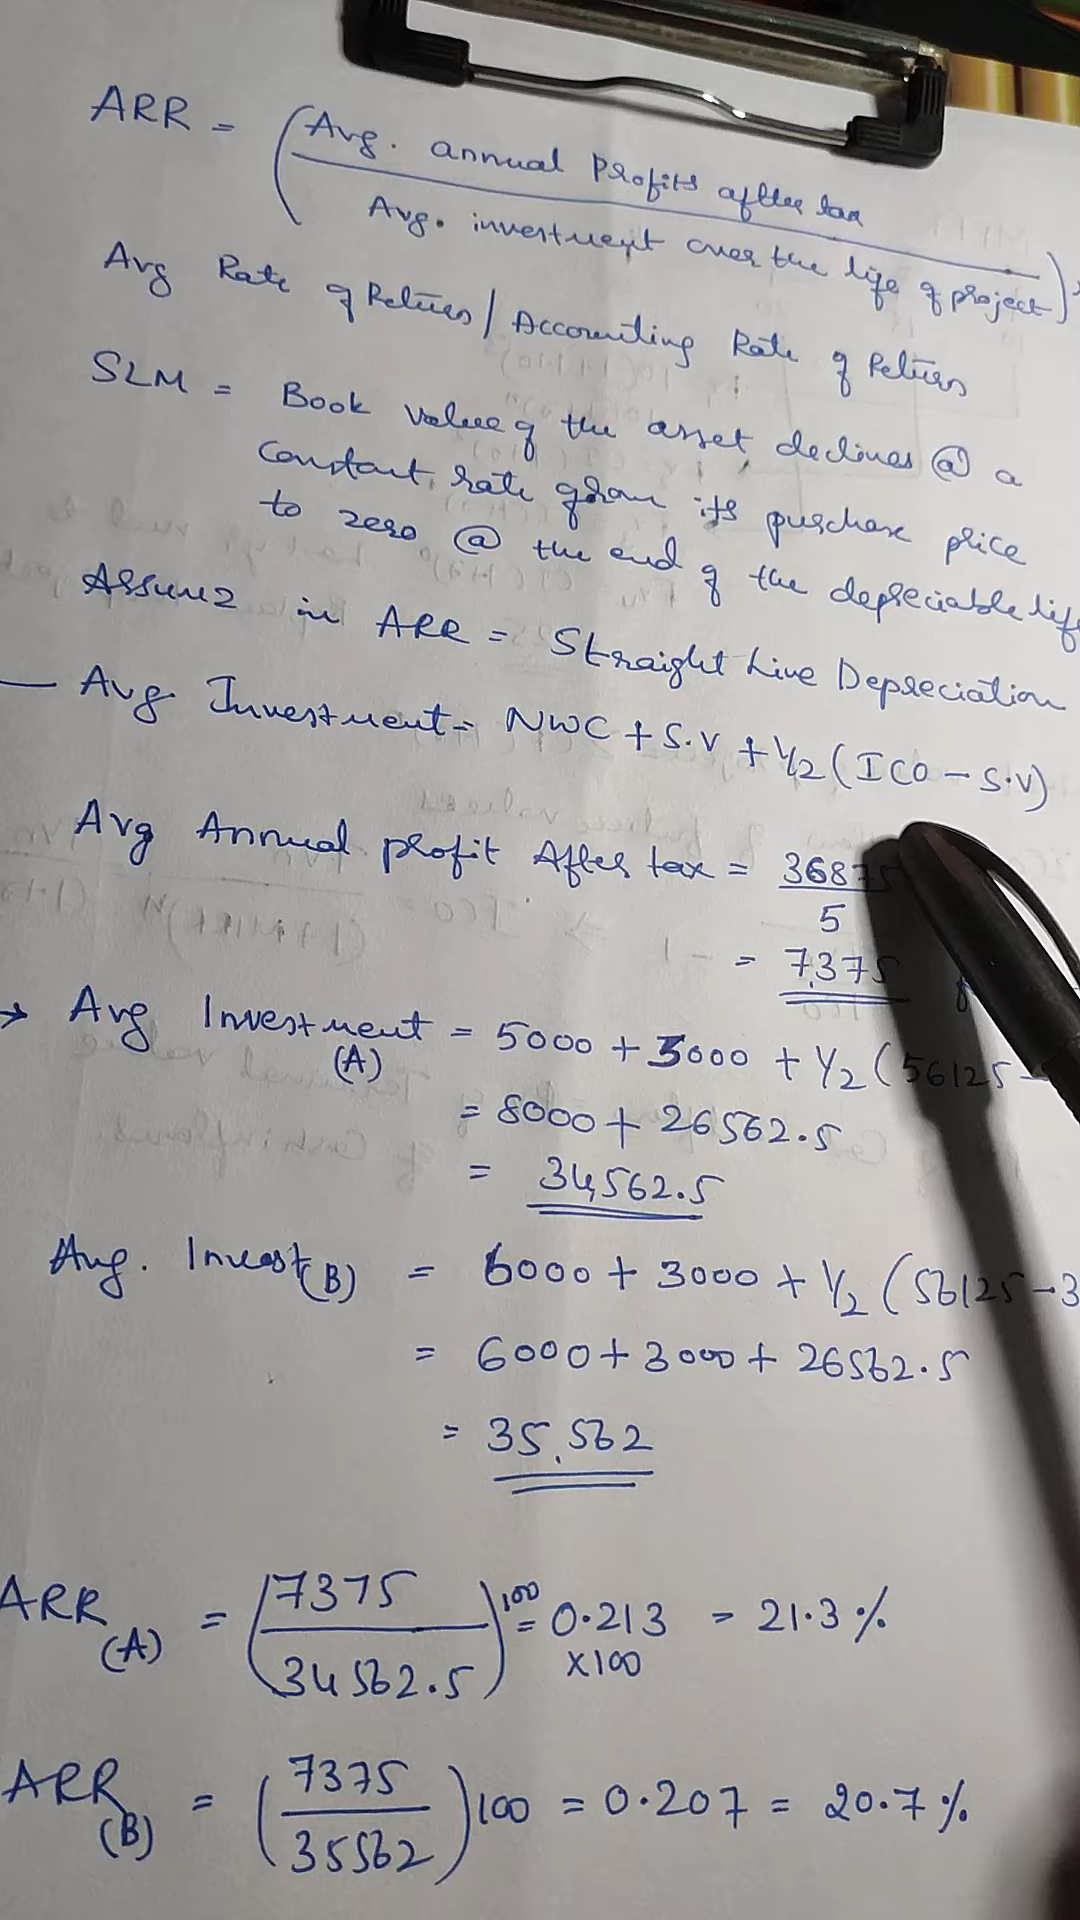 ARR = (Avg. annual Profits after tax
Avg. investment over the life of project)
Avg Rate of Return / Accounting Rate of Return
SLM = Book value of the asset declines @ a
constant rate from its purchase price
to zero @ the end of the depreciable life
Assume in ARR = Straight Line Depreciation
— Avg Investment = NWC + S.V + 1/2 (ICO - S.V)
Avg Annual profit After tax = 36875
5
= 7375
→ Avg Investment (A) = 5000 + 3000 + 1/2 (56125 -
= 8000 + 26562.5
= 34,562.5
Avg. Invest (B) = 6000 + 3000 + 1/2 (56125 - 3
= 6000 + 3000 + 26562.5
= 35,562
ARR (A) = (7375 / 34562.5) 100 = 0.213 x100 = 21.3%
ARR (B) = (7375 / 35562) 100 = 0.207 = 20.7%